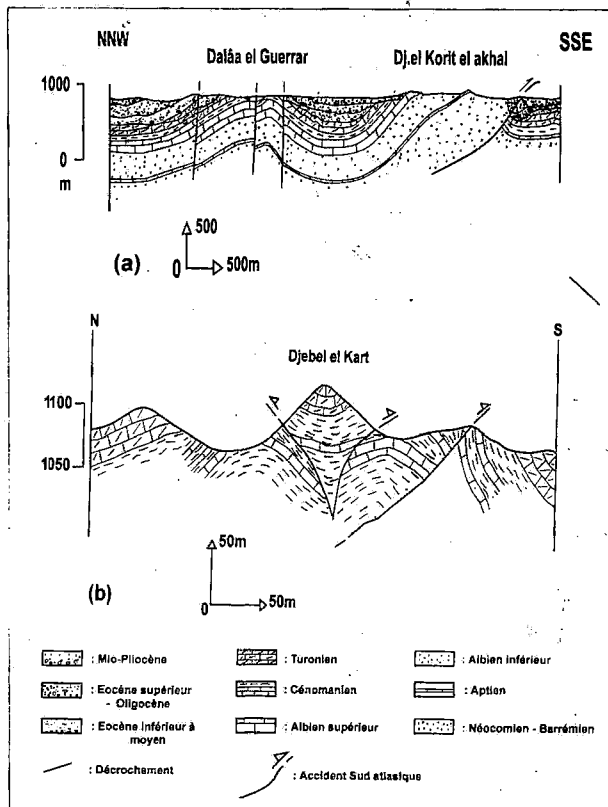 NNW
SSE
Dalâa el Guerrar
Dj.el Korit el akhal
1000
0
m
500
0
500m
(a)
N
S
Djebel el Kart
1100
1050
50m
0
50m
(b)
: Mio-Pliocène
: Turonien
: Albien inférieur
: Eocène supérieur
- Oligocène
: Cénomanien
: Aptien
: Eocène inférieur à
moyen
: Albien supérieur
: Néocomien - Barrémien
: Décrochement
: Accident Sud atlasique